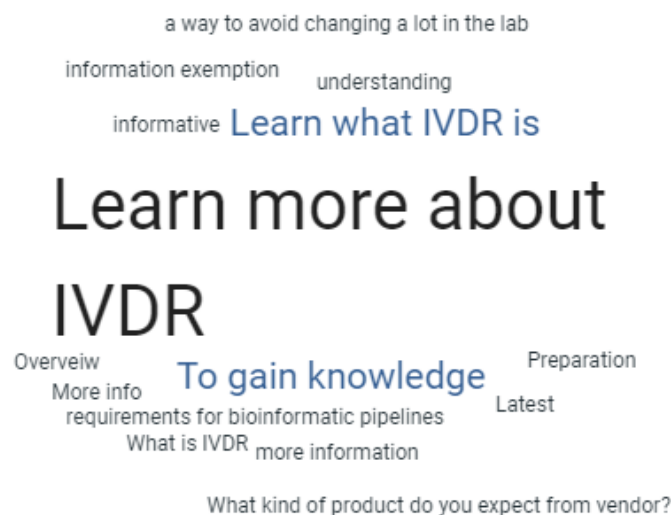 a way to avoid changing a lot in the lab
information exemption
understanding
informative
Learn what IVDR is
Learn more about
IVDR
Overveiw
To gain knowledge
Preparation
More info
Latest
requirements for bioinformatic pipelines
What is IVDR
more information
What kind of product do you expect from vendor?